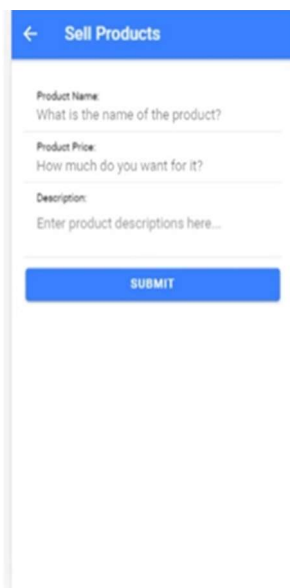 Sell Products
Product Name:
What is the name of the product?
Product Price:
How much do you want for it?
Description:
Enter product descriptions here...
SUBMIT